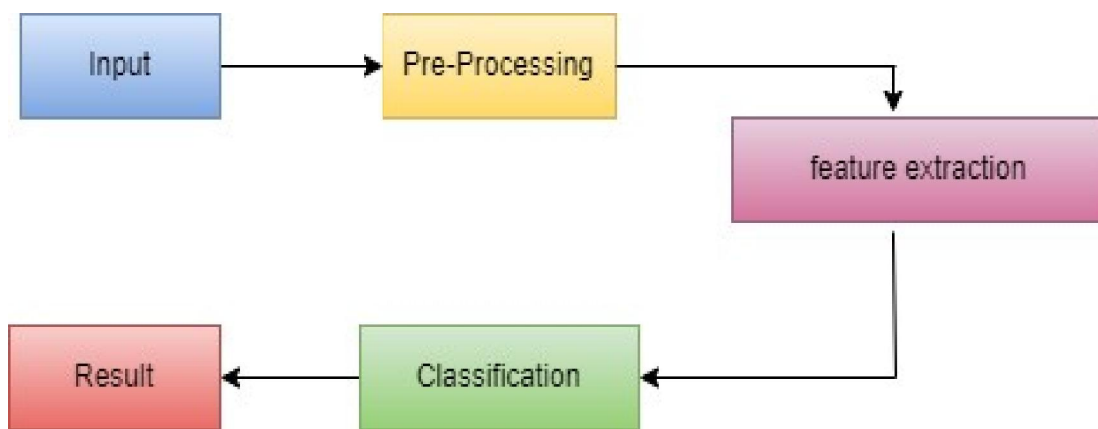 Input
Pre-Processing
feature extraction
Classification
Result